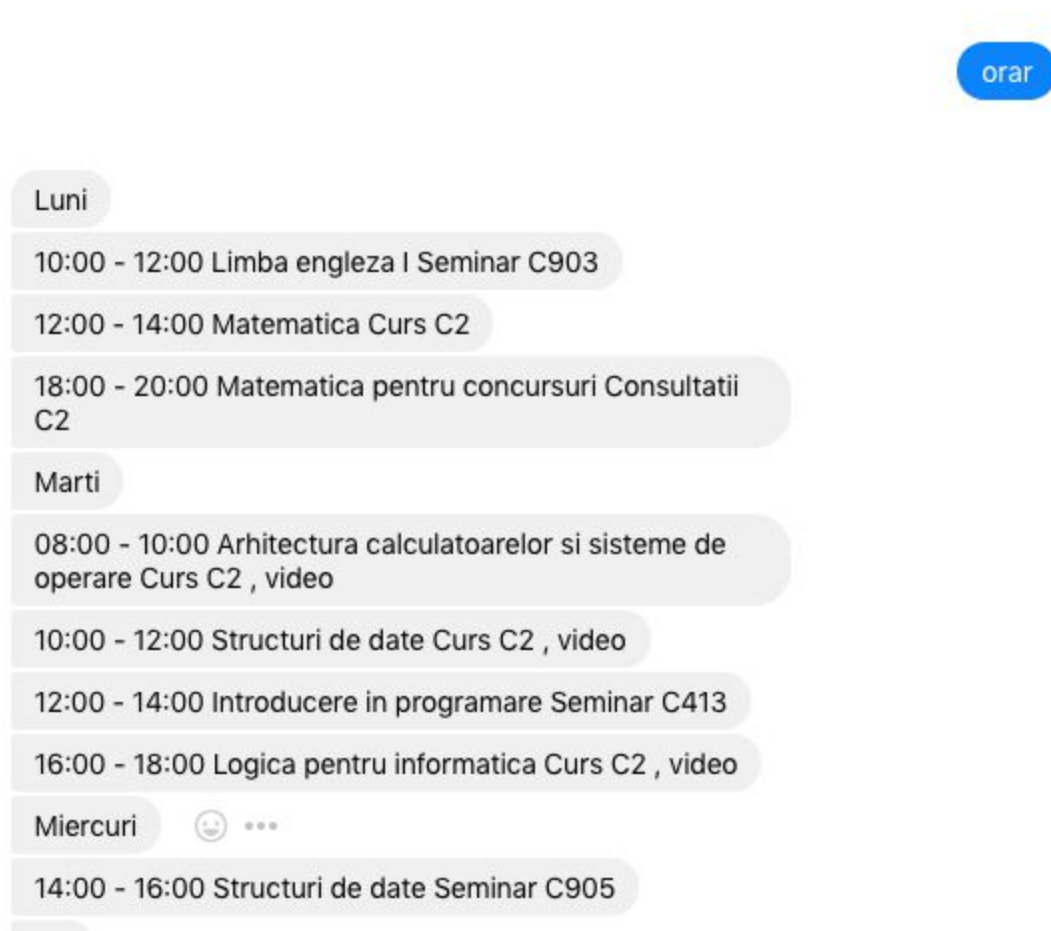 orar
Luni
10:00 - 12:00 Limba engleza I Seminar C903
12:00 - 14:00 Matematica Curs C2
18:00 - 20:00 Matematica pentru concursuri Consultatii
C2
Marti
08:00 - 10:00 Arhitectura calculatoarelor si sisteme de
operare Curs C2 , video
10:00 - 12:00 Structuri de date Curs C2 , video
12:00 - 14:00 Introducere in programare Seminar C413
16:00 - 18:00 Logica pentru informatica Curs C2 , video
Miercuri
14:00 - 16:00 Structuri de date Seminar C905